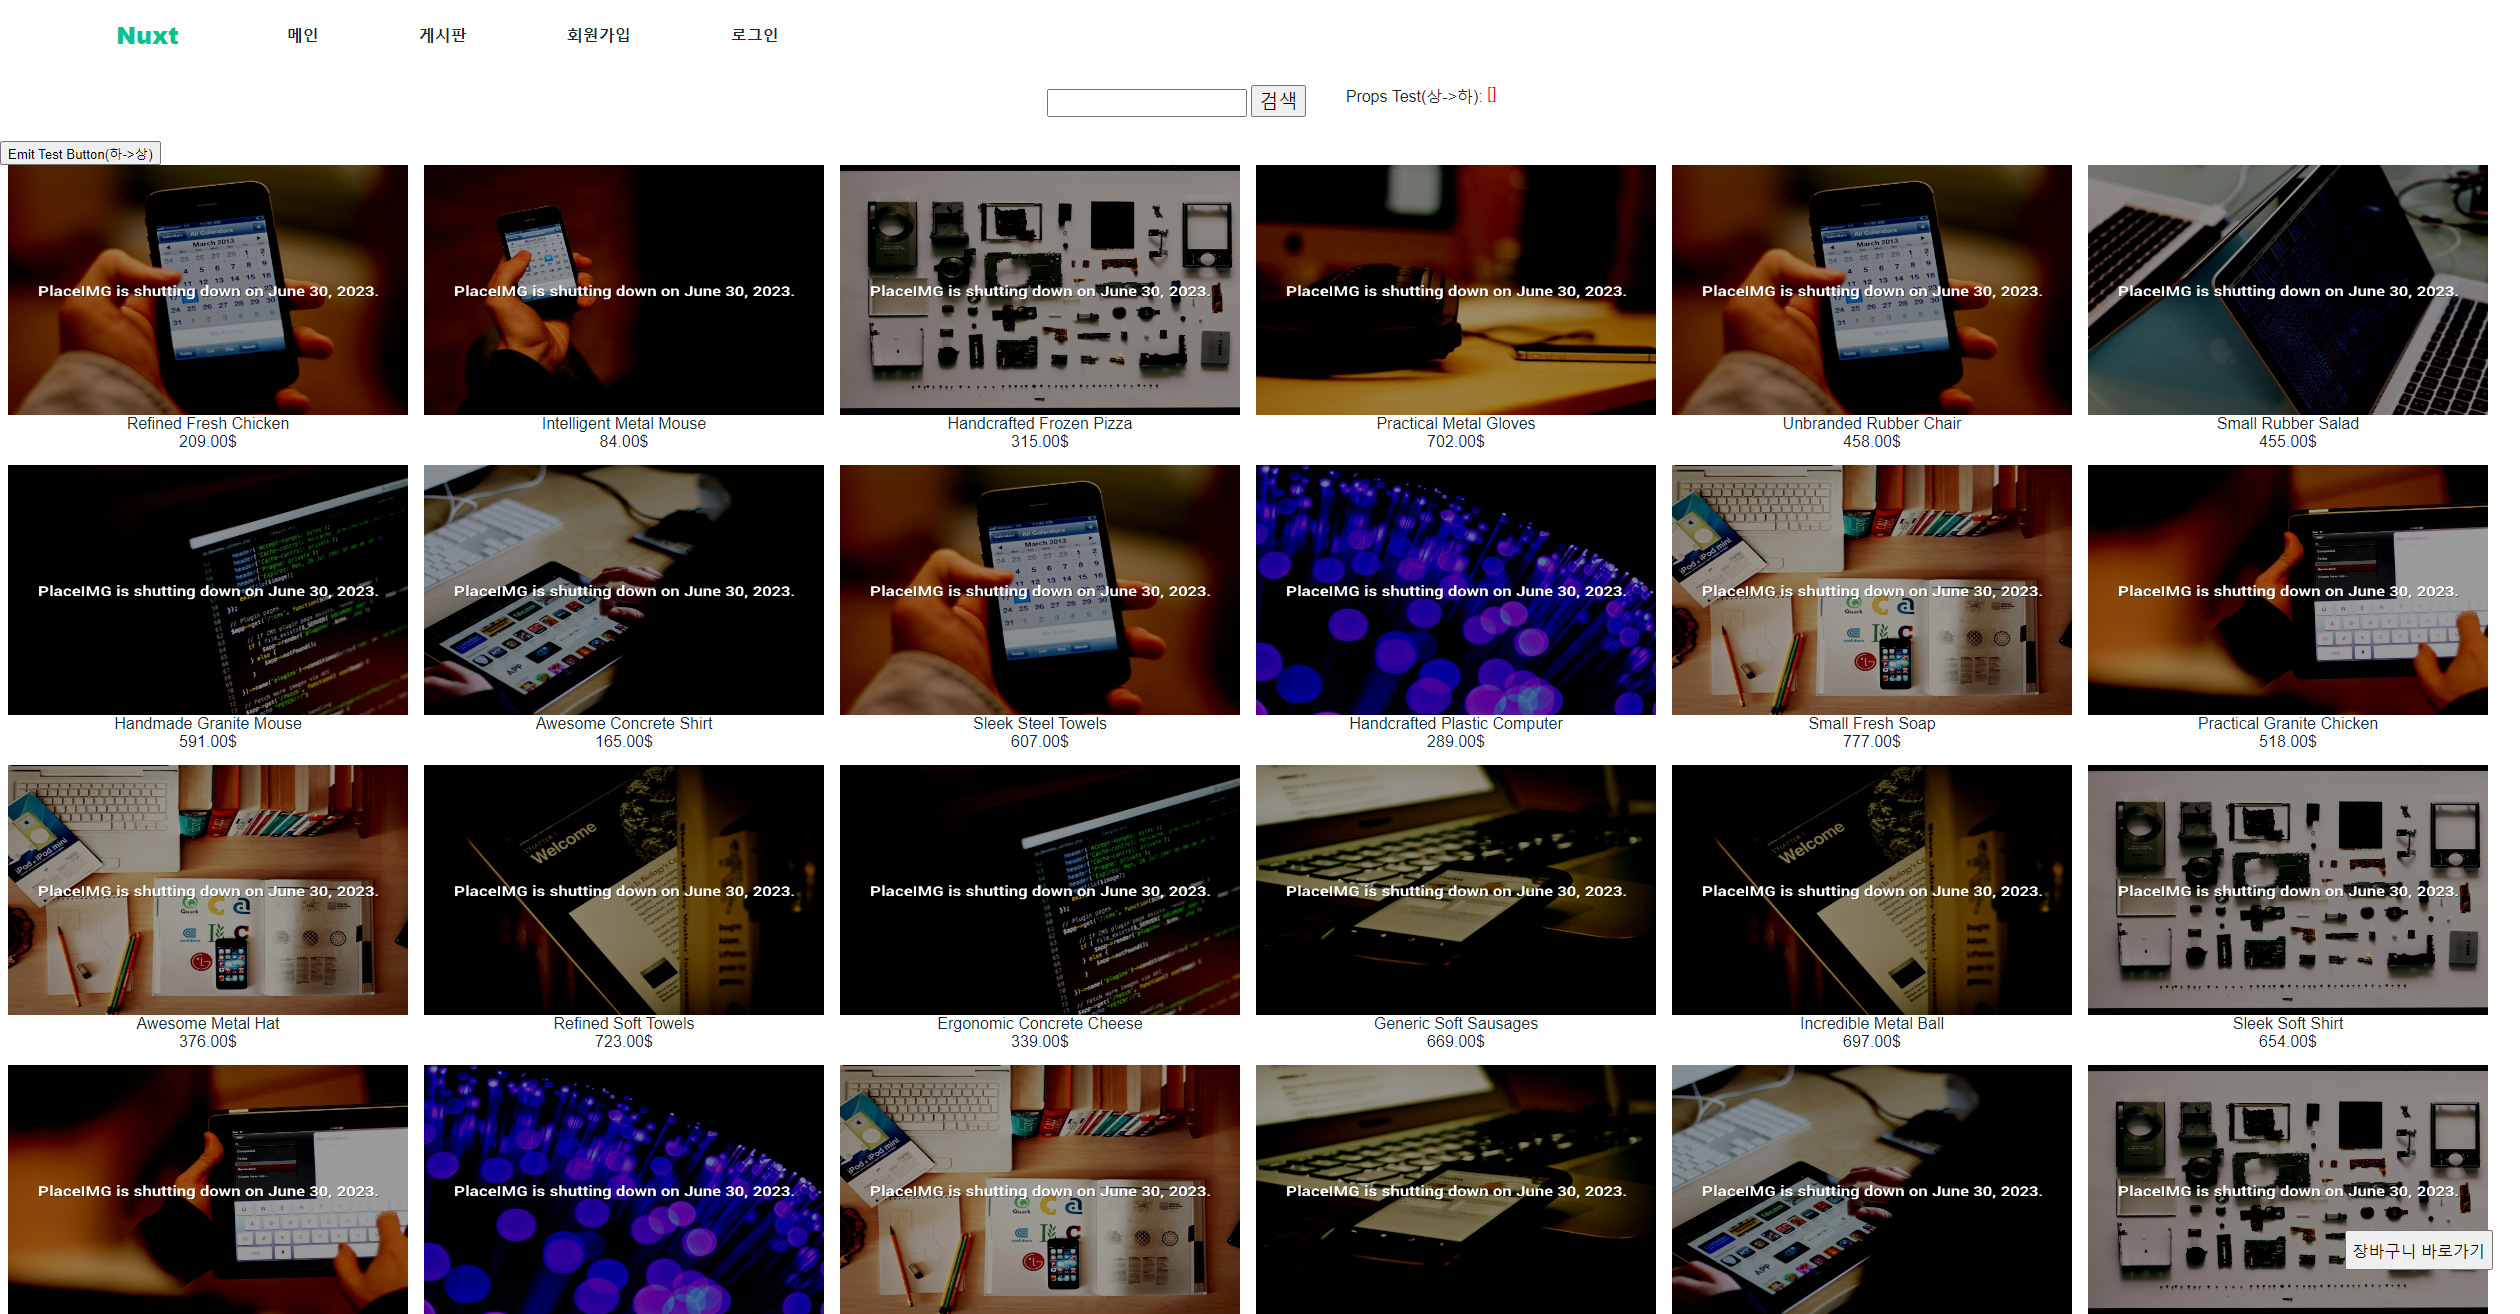 Nuxt 메인 게시판 회원가입 로그인
검색 Props Test(상->하): []
Emit Test Button(하->상)
PlaceIMG is shutting down on June 30, 2023. PlaceIMG is shutting down on June 30, 2023. PlaceIMG is shutting down on June 30, 2023. PlaceIMG is shutting down on June 30, 2023. PlaceIMG is shutting down on June 30, 2023. PlaceIMG is shutting down on June 30, 2023.
Refined Fresh Chicken Intelligent Metal Mouse Handcrafted Frozen Pizza Practical Metal Gloves Unbranded Rubber Chair Small Rubber Salad
209.00$ 84.00$ 315.00$ 702.00$ 458.00$ 455.00$
PlaceIMG is shutting down on June 30, 2023. PlaceIMG is shutting down on June 30, 2023. PlaceIMG is shutting down on June 30, 2023. PlaceIMG is shutting down on June 30, 2023. PlaceIMG is shutting down on June 30, 2023. PlaceIMG is shutting down on June 30, 2023.
Handmade Granite Mouse Awesome Concrete Shirt Sleek Steel Towels Handcrafted Plastic Computer Small Fresh Soap Practical Granite Chicken
591.00$ 165.00$ 607.00$ 289.00$ 777.00$ 518.00$
PlaceIMG is shutting down on June 30, 2023. PlaceIMG is shutting down on June 30, 2023. PlaceIMG is shutting down on June 30, 2023. PlaceIMG is shutting down on June 30, 2023. PlaceIMG is shutting down on June 30, 2023. PlaceIMG is shutting down on June 30, 2023.
Awesome Metal Hat Refined Soft Towels Ergonomic Concrete Cheese Generic Soft Sausages Incredible Metal Ball Sleek Soft Shirt
376.00$ 723.00$ 339.00$ 669.00$ 697.00$ 654.00$
PlaceIMG is shutting down on June 30, 2023. PlaceIMG is shutting down on June 30, 2023. PlaceIMG is shutting down on June 30, 2023. PlaceIMG is shutting down on June 30, 2023. PlaceIMG is shutting down on June 30, 2023. PlaceIMG is shutting down on June 30, 2023.
장바구니 바로가기